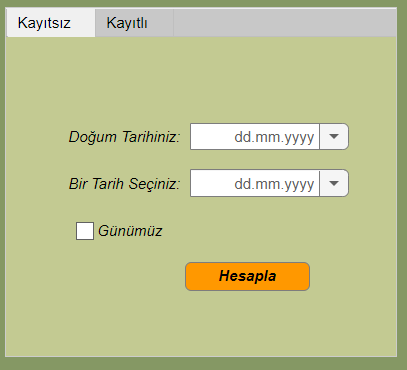 Kayıtsız Kayıtlı
Doğum Tarihiniz: dd.mm.yyyy
Bir Tarih Seçiniz: dd.mm.yyyy
Günümüz
Hesapla